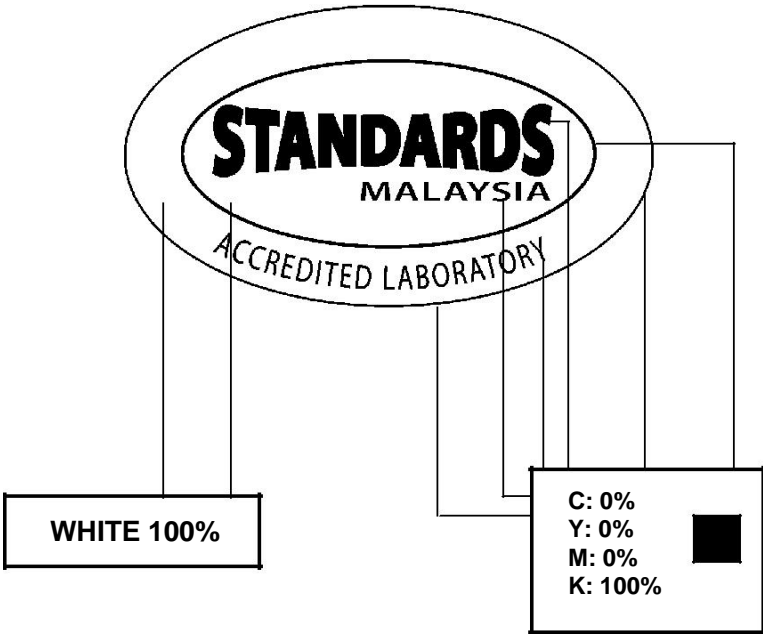 STANDARDS
MALAYSIA
ACCREDITED LABORATORY
WHITE 100%
C: 0%
Y: 0%
M: 0%
K: 100%